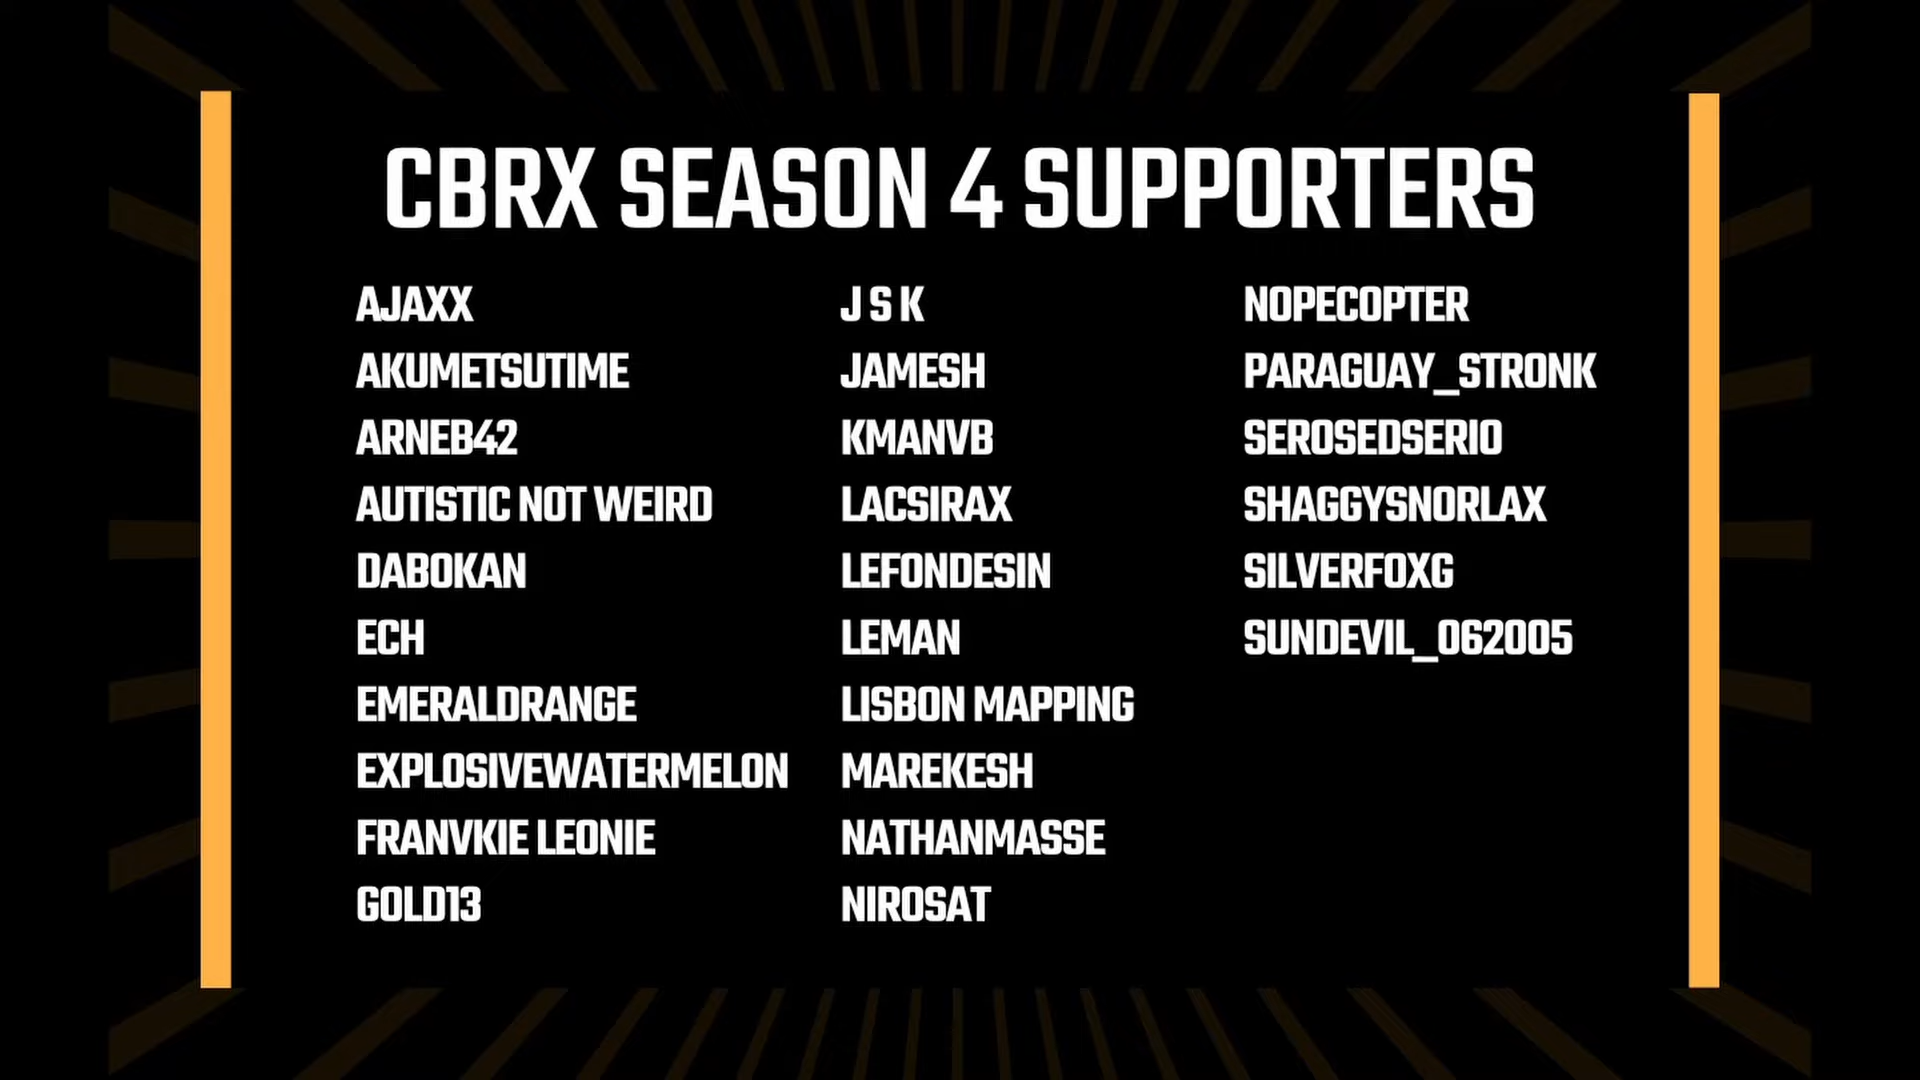 CBRX SEASON 4 SUPPORTERS
AJAXX
AKUMETSUTIME
ARNEB42
AUTISTIC NOT WEIRD
DABOKAN
ECH
EMERALDRANGE
EXPLOSIVEWATERMELON
FRANVKIE LEONIE
GOLD13
J S K
JAMESH
KMANVB
LACSIRAX
LEFONDESIN
LEMAN
LISBON MAPPING
MAREKESH
NATHANMASSE
NIROSAT
NOPECOPTER
PARAGUAY_STRONK
SEROSEDSERIO
SHAGGYSNORLAX
SILVERFOXG
SUNDEVIL_062005